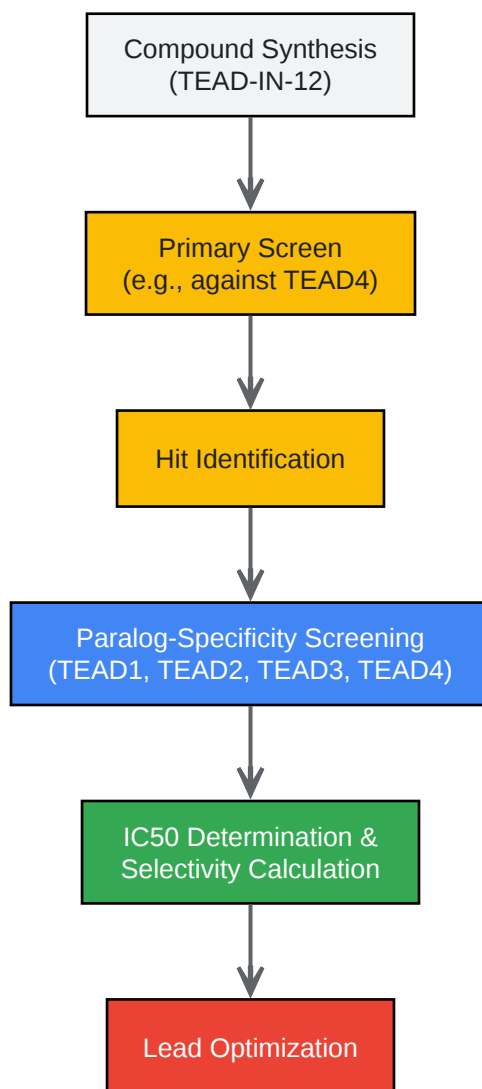 Compound Synthesis
(TEAD-IN-12)
Primary Screen
(e.g., against TEAD4)
Hit Identification
Paralog-Specificity Screening
(TEAD1, TEAD2, TEAD3, TEAD4)
IC50 Determination &
Selectivity Calculation
Lead Optimization